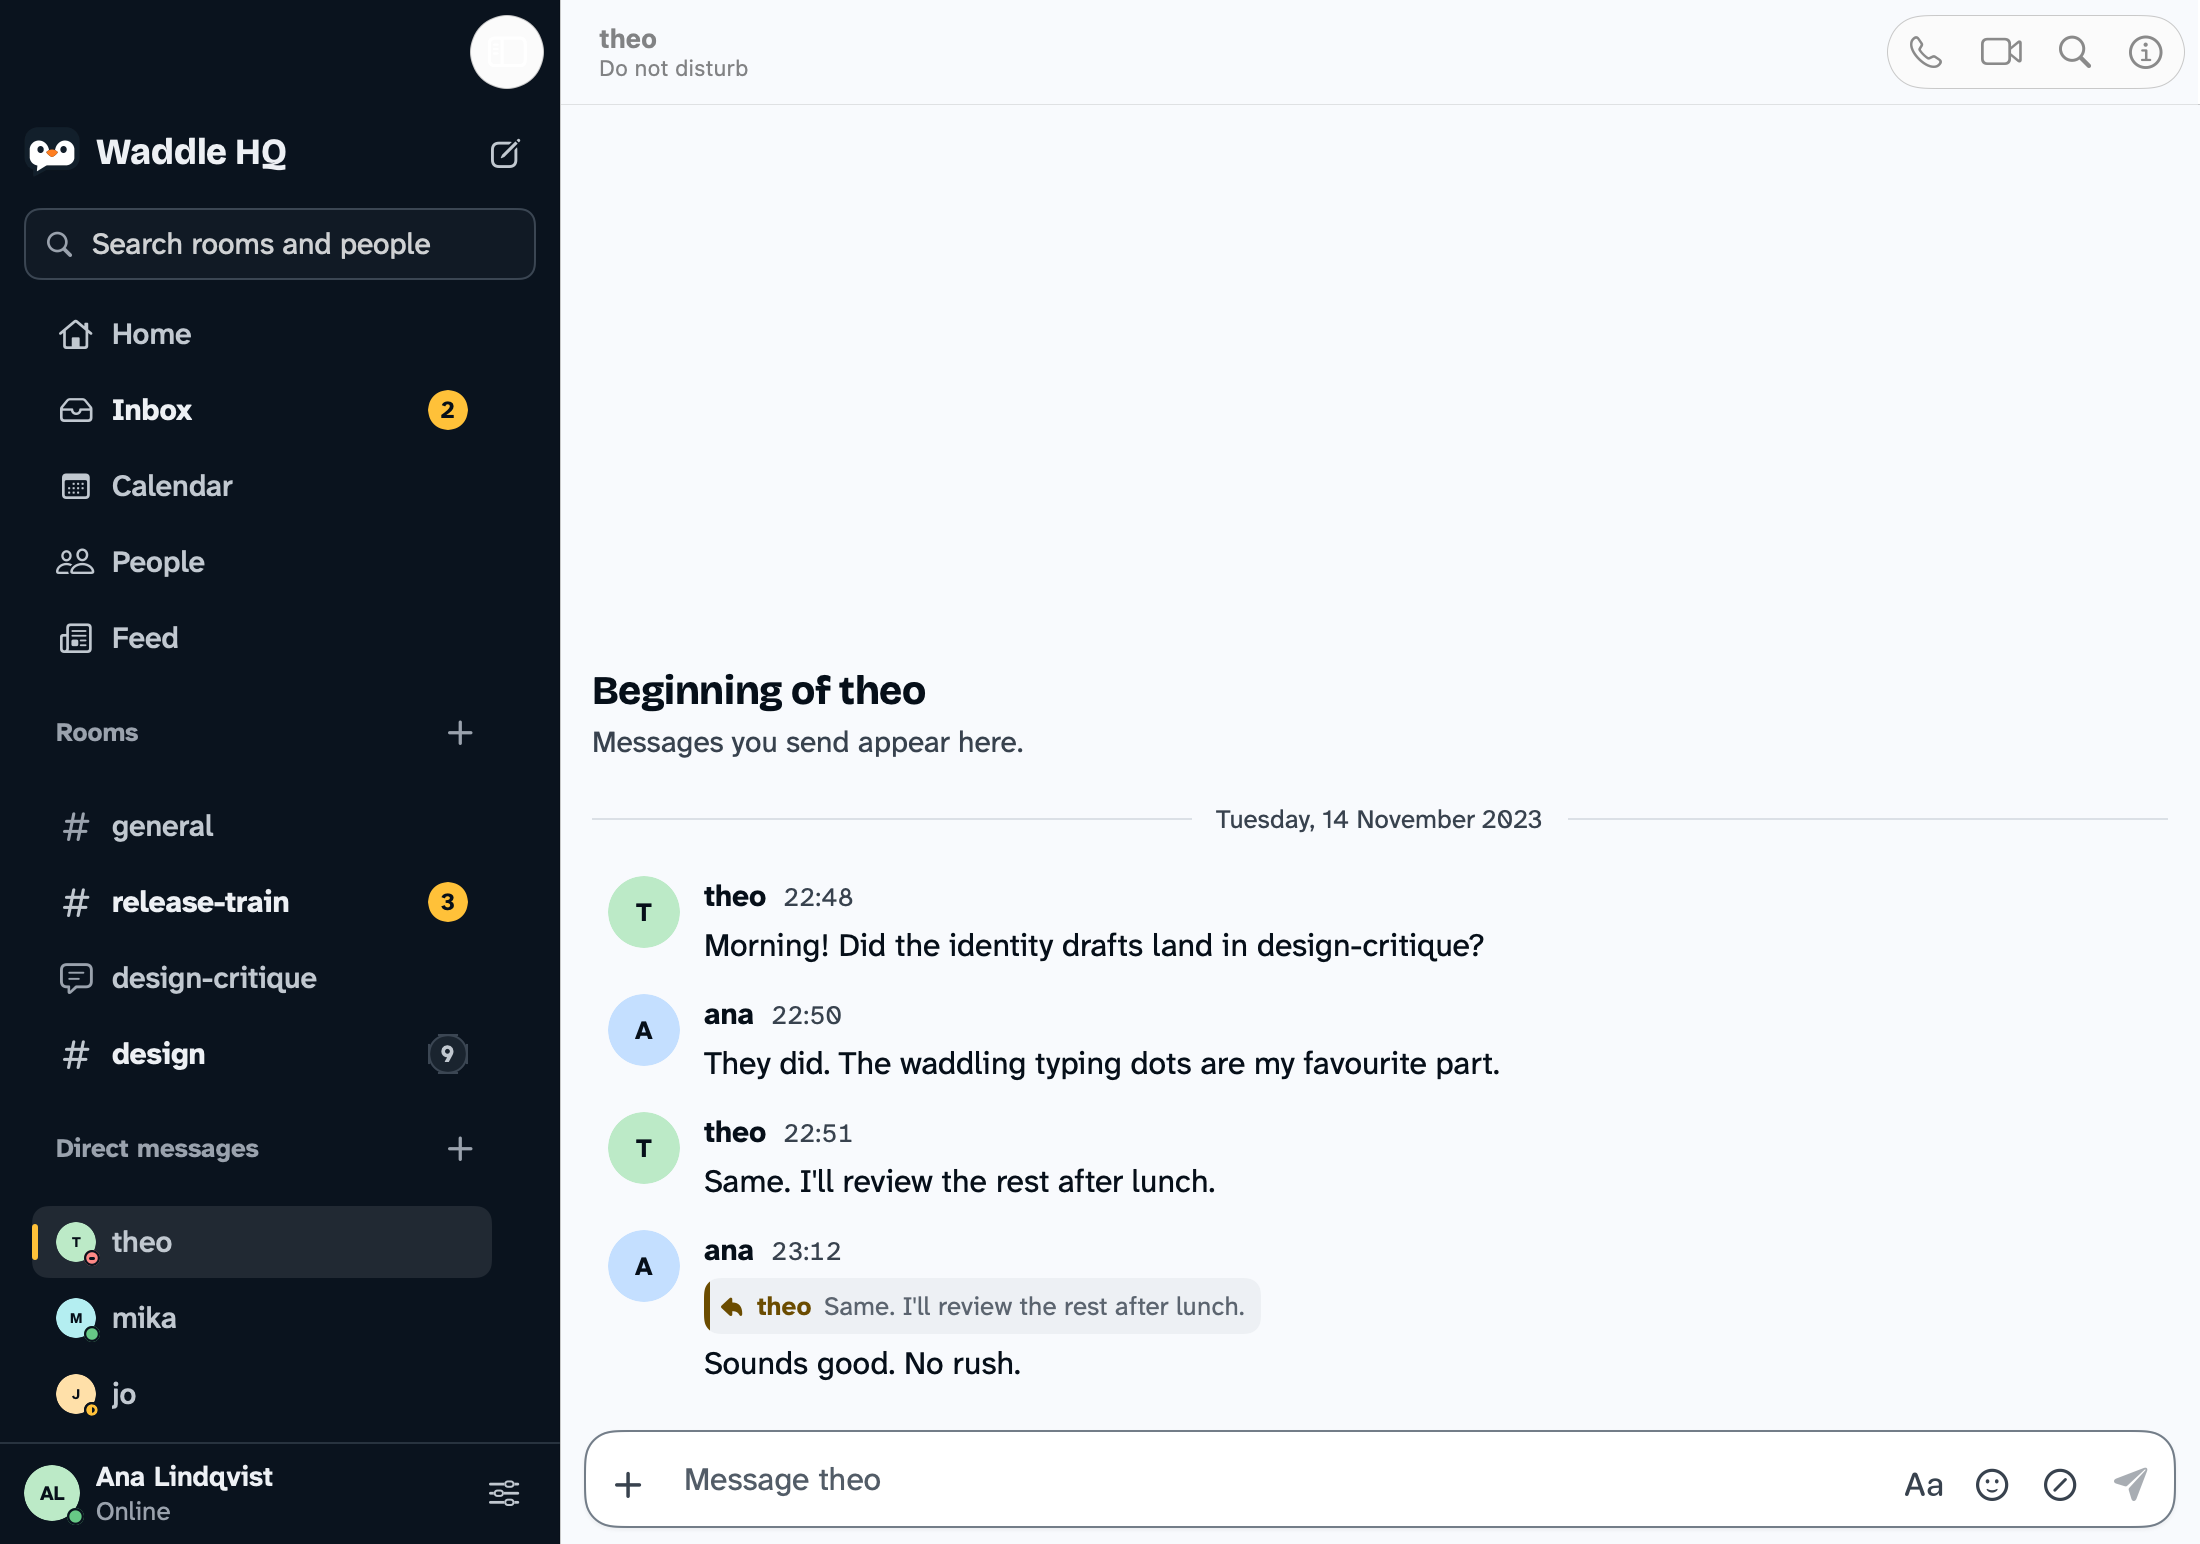 Waddle HQ
Search rooms and people
Home
Inbox 2
Calendar
People
Feed
Rooms
general
release-train 3
design-critique
design 9
Direct messages
T theo
M mika
J jo
AL Ana Lindqvist
Online
theo
Do not disturb
Beginning of theo
Messages you send appear here.
Tuesday, 14 November 2023
T theo 22:48
Morning! Did the identity drafts land in design-critique?
A ana 22:50
They did. The waddling typing dots are my favourite part.
T theo 22:51
Same. I'll review the rest after lunch.
A ana 23:12
theo Same. I'll review the rest after lunch.
Sounds good. No rush.
Message theo
Aa